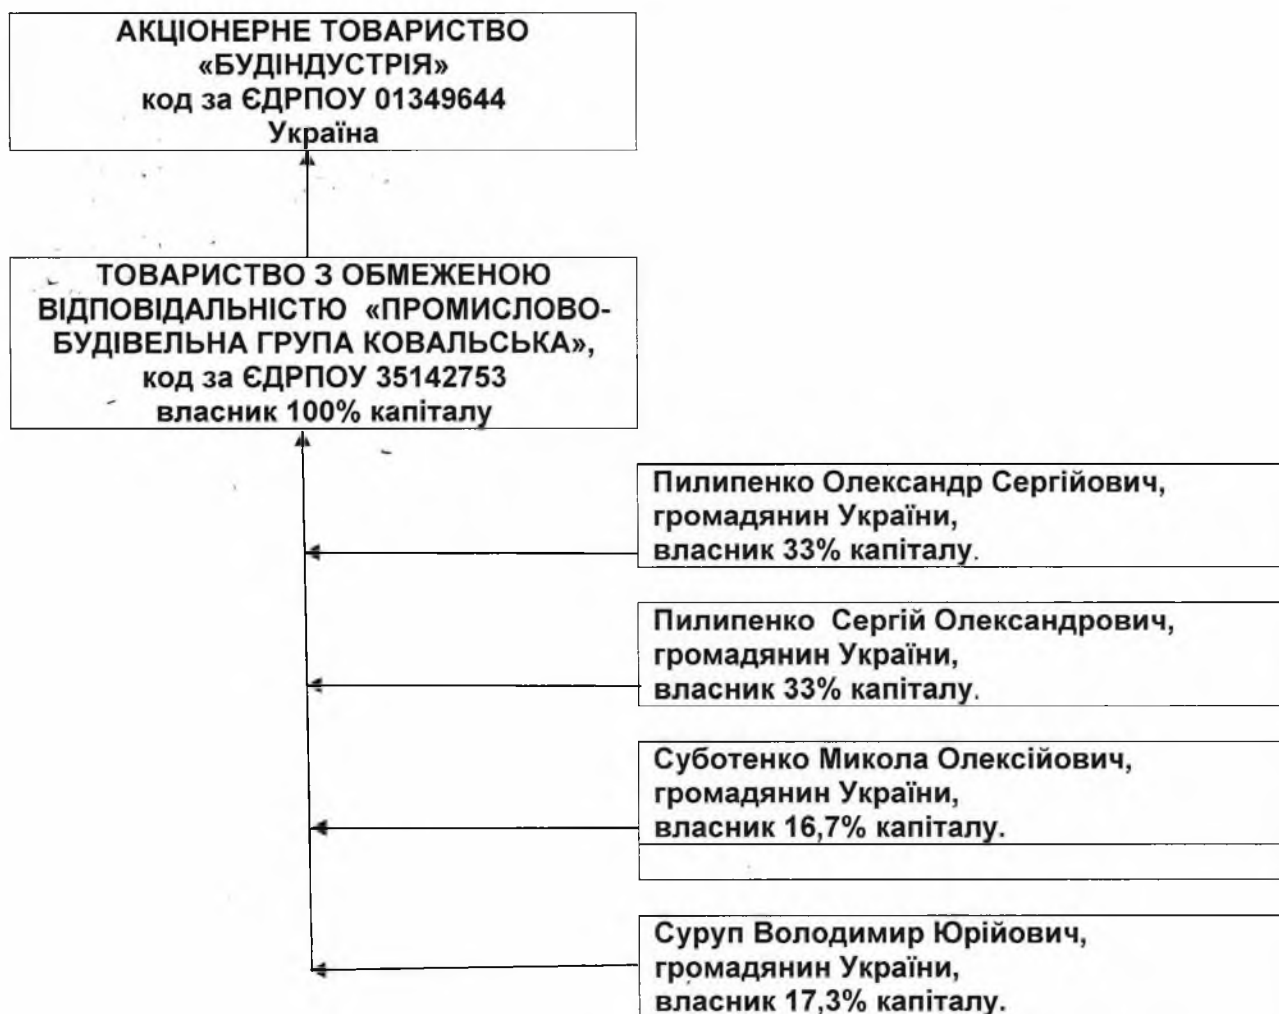 АКЦІОНЕРНЕ ТОВАРИСТВО
«БУДІНДУСТРІЯ»
код за ЄДРПОУ 01349644
Україна
ТОВАРИСТВО З ОБМЕЖЕНОЮ
ВІДПОВІДАЛЬНІСТЮ «ПРОМИСЛОВО-
БУДІВЕЛЬНА ГРУПА КОВАЛЬСЬКА»,
код за ЄДРПОУ 35142753
власник 100% капіталу
Пилипенко Олександр Сергійович,
громадянин України,
власник 33% капіталу.
Пилипенко Сергій Олександрович,
громадянин України,
власник 33% капіталу.
Суботенко Микола Олексійович,
громадянин України,
власник 16,7% капіталу.
Суруп Володимир Юрійович,
громадянин України,
власник 17,3% капіталу.